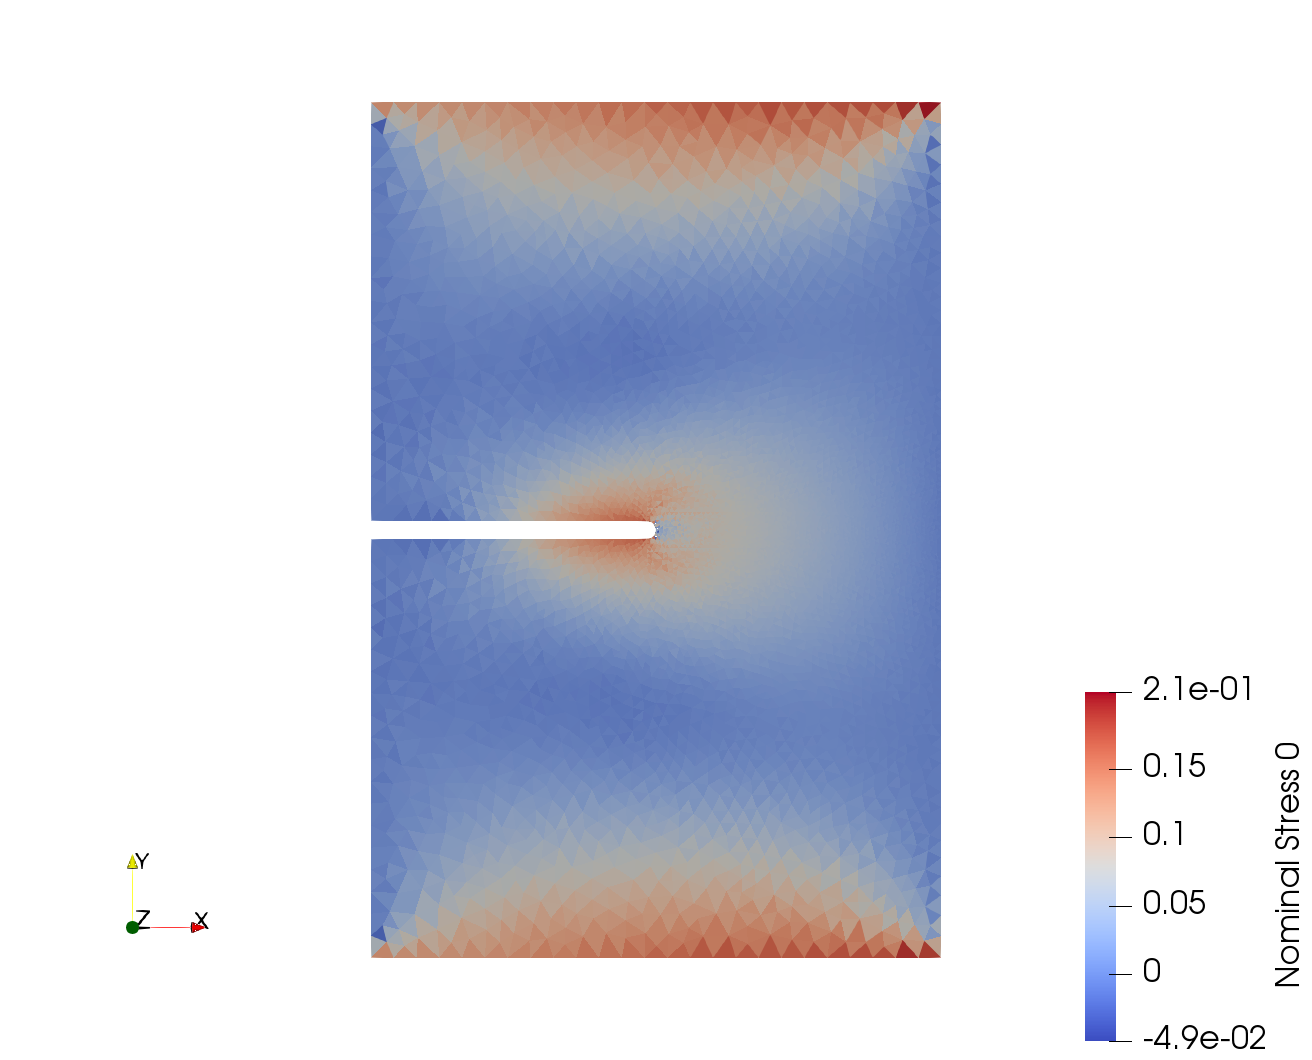 2.1e-01
0.15
0.1
0.05
0
-4.9e-02
Nominal Stress 0
Y
Z
X